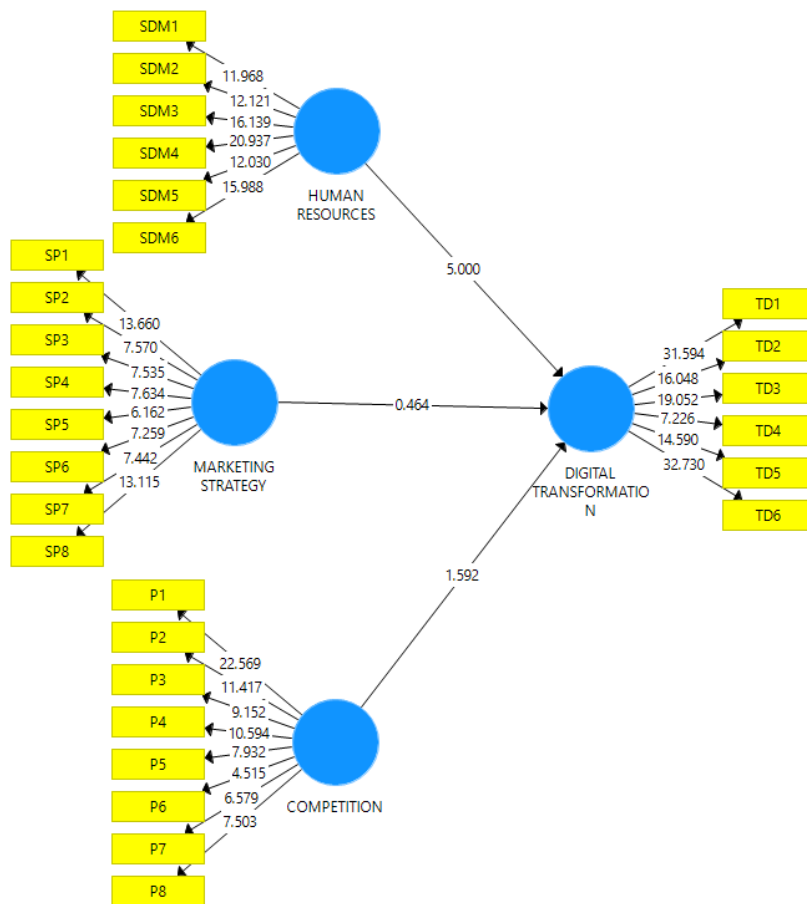 SDM1
SDM2
SDM3
SDM4
SDM5
SDM6
11.968
12.121
16.139
20.937
12.030
15.988
HUMAN
RESOURCES
5.000
SP1
SP2
SP3
SP4
SP5
SP6
SP7
SP8
13.660
7.570
7.535
7.634
6.162
7.259
7.442
13.115
MARKETING
STRATEGY
0.464
P1
P2
P3
P4
P5
P6
P7
P8
22.569
11.417
9.152
10.594
7.932
4.515
6.579
7.503
COMPETITION
1.592
DIGITAL
TRANSFORMATIO
N
31.594
16.048
19.052
7.226
14.590
32.730
TD1
TD2
TD3
TD4
TD5
TD6